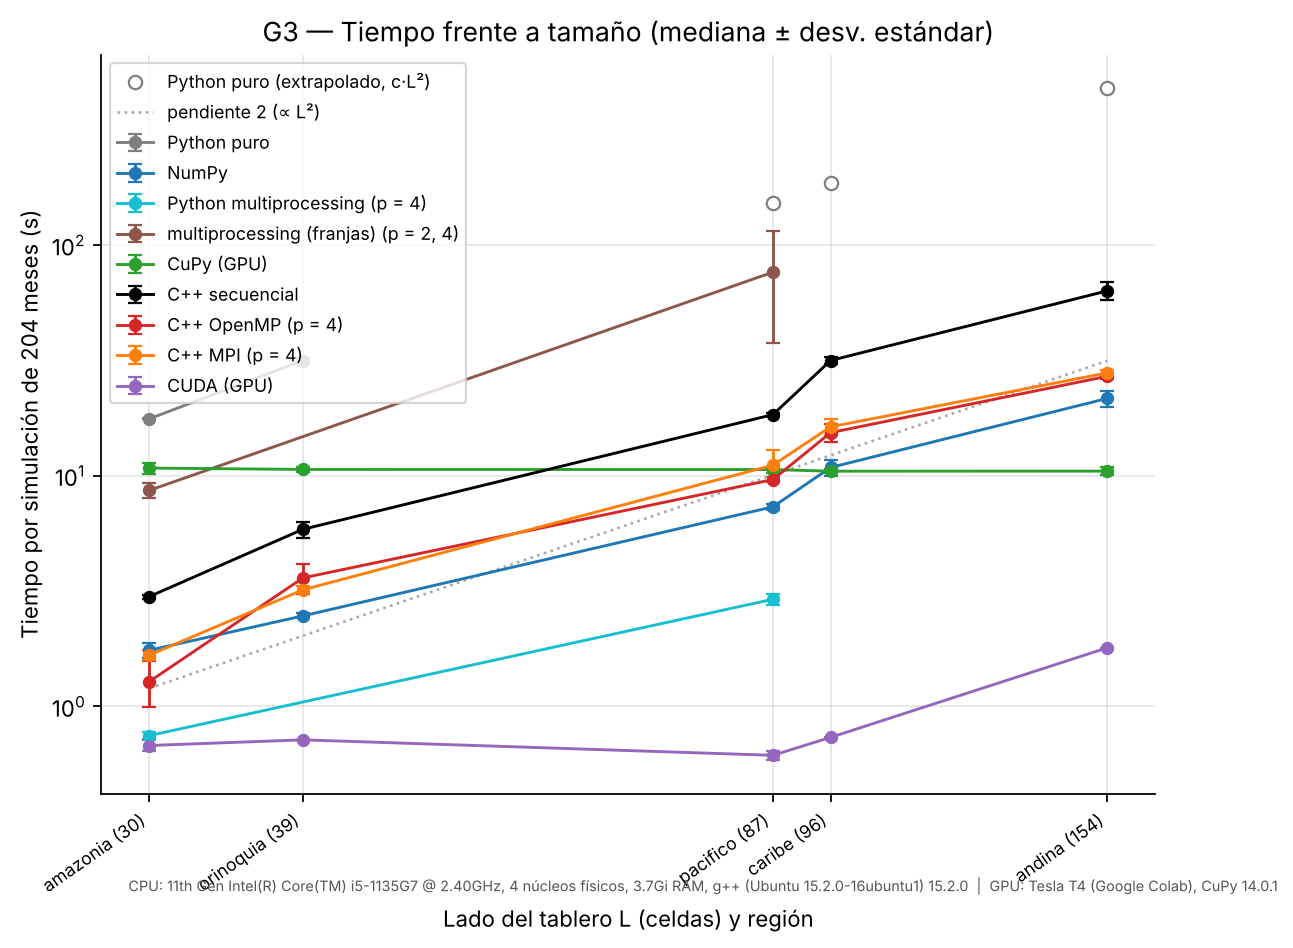 G3 — Tiempo frente a tamaño (mediana ± desv. estándar)
Python puro (extrapolado, c·L²)
pendiente 2 (∝ L²)
Python puro
NumPy
Python multiprocessing (p = 4)
multiprocessing (franjas) (p = 2, 4)
CuPy (GPU)
C++ secuencial
C++ OpenMP (p = 4)
C++ MPI (p = 4)
CUDA (GPU)
Tiempo por simulación de 204 meses (s)
10²
10¹
10⁰
amazonia (30)
orinoquia (39)
pacifico (87)
caribe (96)
andina (154)
CPU: 11th Gen Intel(R) Core(TM) i5-1135G7 @ 2.40GHz, 4 núcleos físicos, 3.7Gi RAM, g++ (Ubuntu 15.2.0-16ubuntu1) 15.2.0 | GPU: Tesla T4 (Google Colab), CuPy 14.0.1
Lado del tablero L (celdas) y región